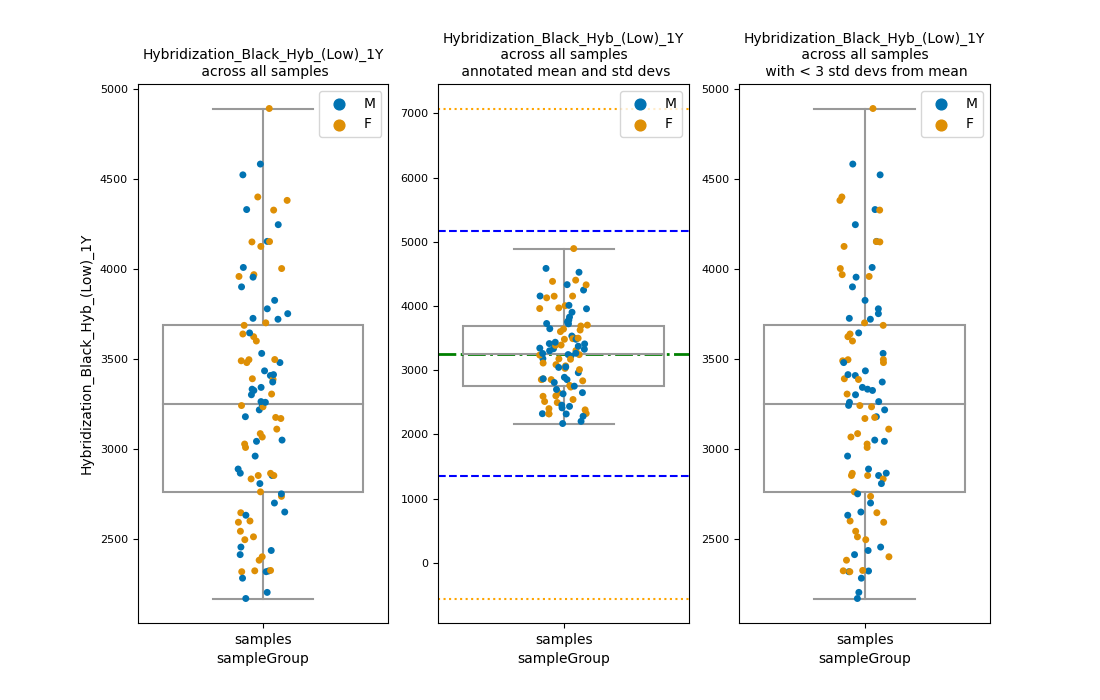 Hybridization_Black_Hyb_(Low)_1Y
across all samples
Hybridization_Black_Hyb_(Low)_1Y
across all samples
annotated mean and std devs
Hybridization_Black_Hyb_(Low)_1Y
across all samples
with < 3 std devs from mean
Hybridization_Black_Hyb_(Low)_1Y
5000
4500
4000
3500
3000
2500
M
F
samples
sampleGroup
7000
6000
5000
4000
3000
2000
1000
0
M
F
samples
sampleGroup
5000
4500
4000
3500
3000
2500
M
F
samples
sampleGroup